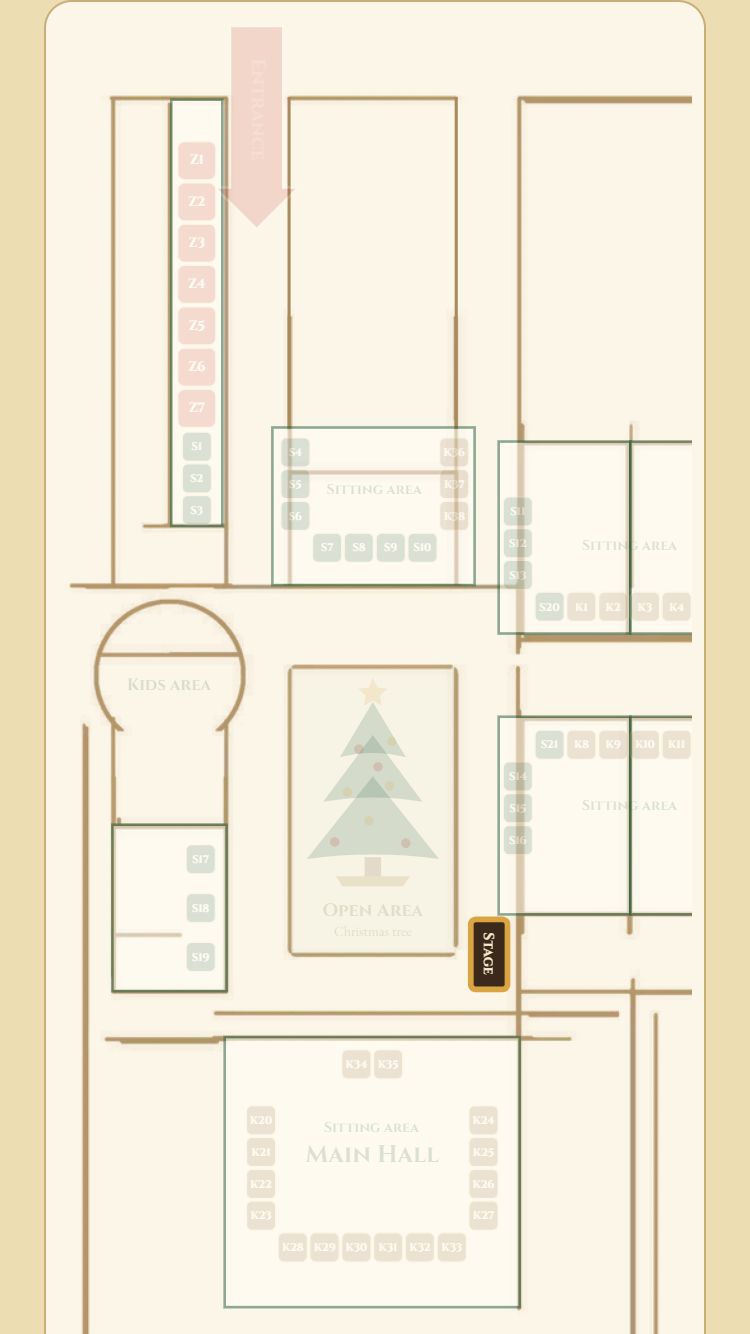 Entrance
Z1
Z2
Z3
Z4
Z5
Z6
Z7
S1
S2
S3
S4
S5
S6
Sitting area
K36
K37
K38
S7 S8 S9 S10
S11
S12
S13
Sitting area
S20 K1 K2 K3 K4
Kids area
S21 K8 K9 K10 K11
S14
S15
S16
Sitting area
S17
S18
S19
Open Area
Christmas tree
Stage
K34 K35
K20
K21
K22
K23
Sitting area
Main Hall
K24
K25
K26
K27
K28 K29 K30 K31 K32 K33